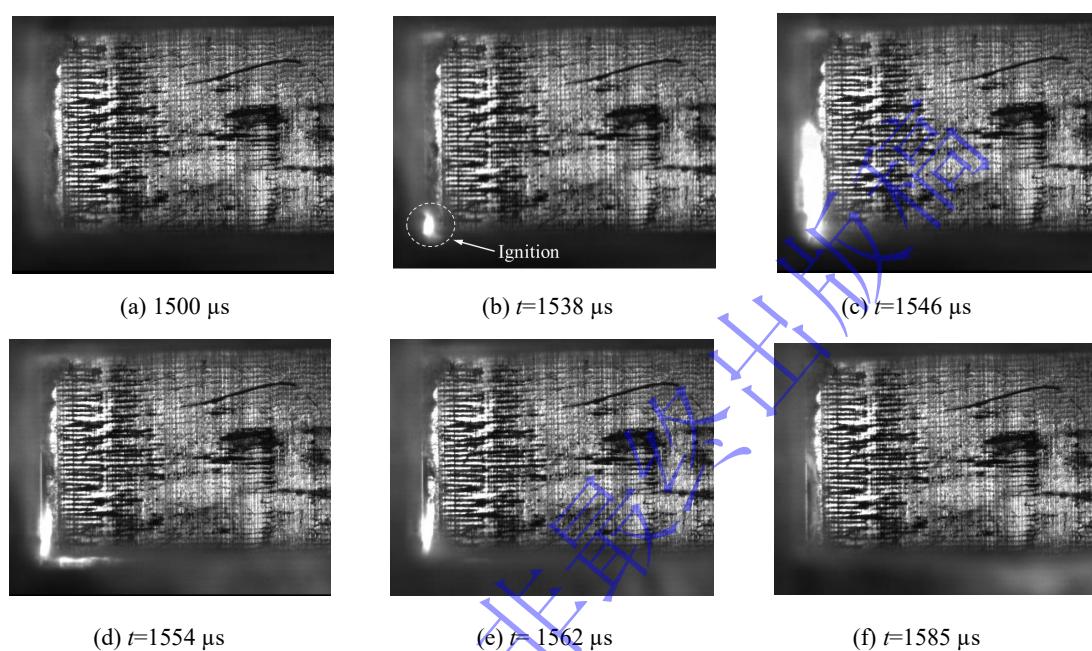 Ignition
(a) 1500 µs
(b) t=1538 µs
(c) t=1546 µs
(d) t=1554 µs
(e) t= 1562 µs
(f) t=1585 µs
非最终出版稿